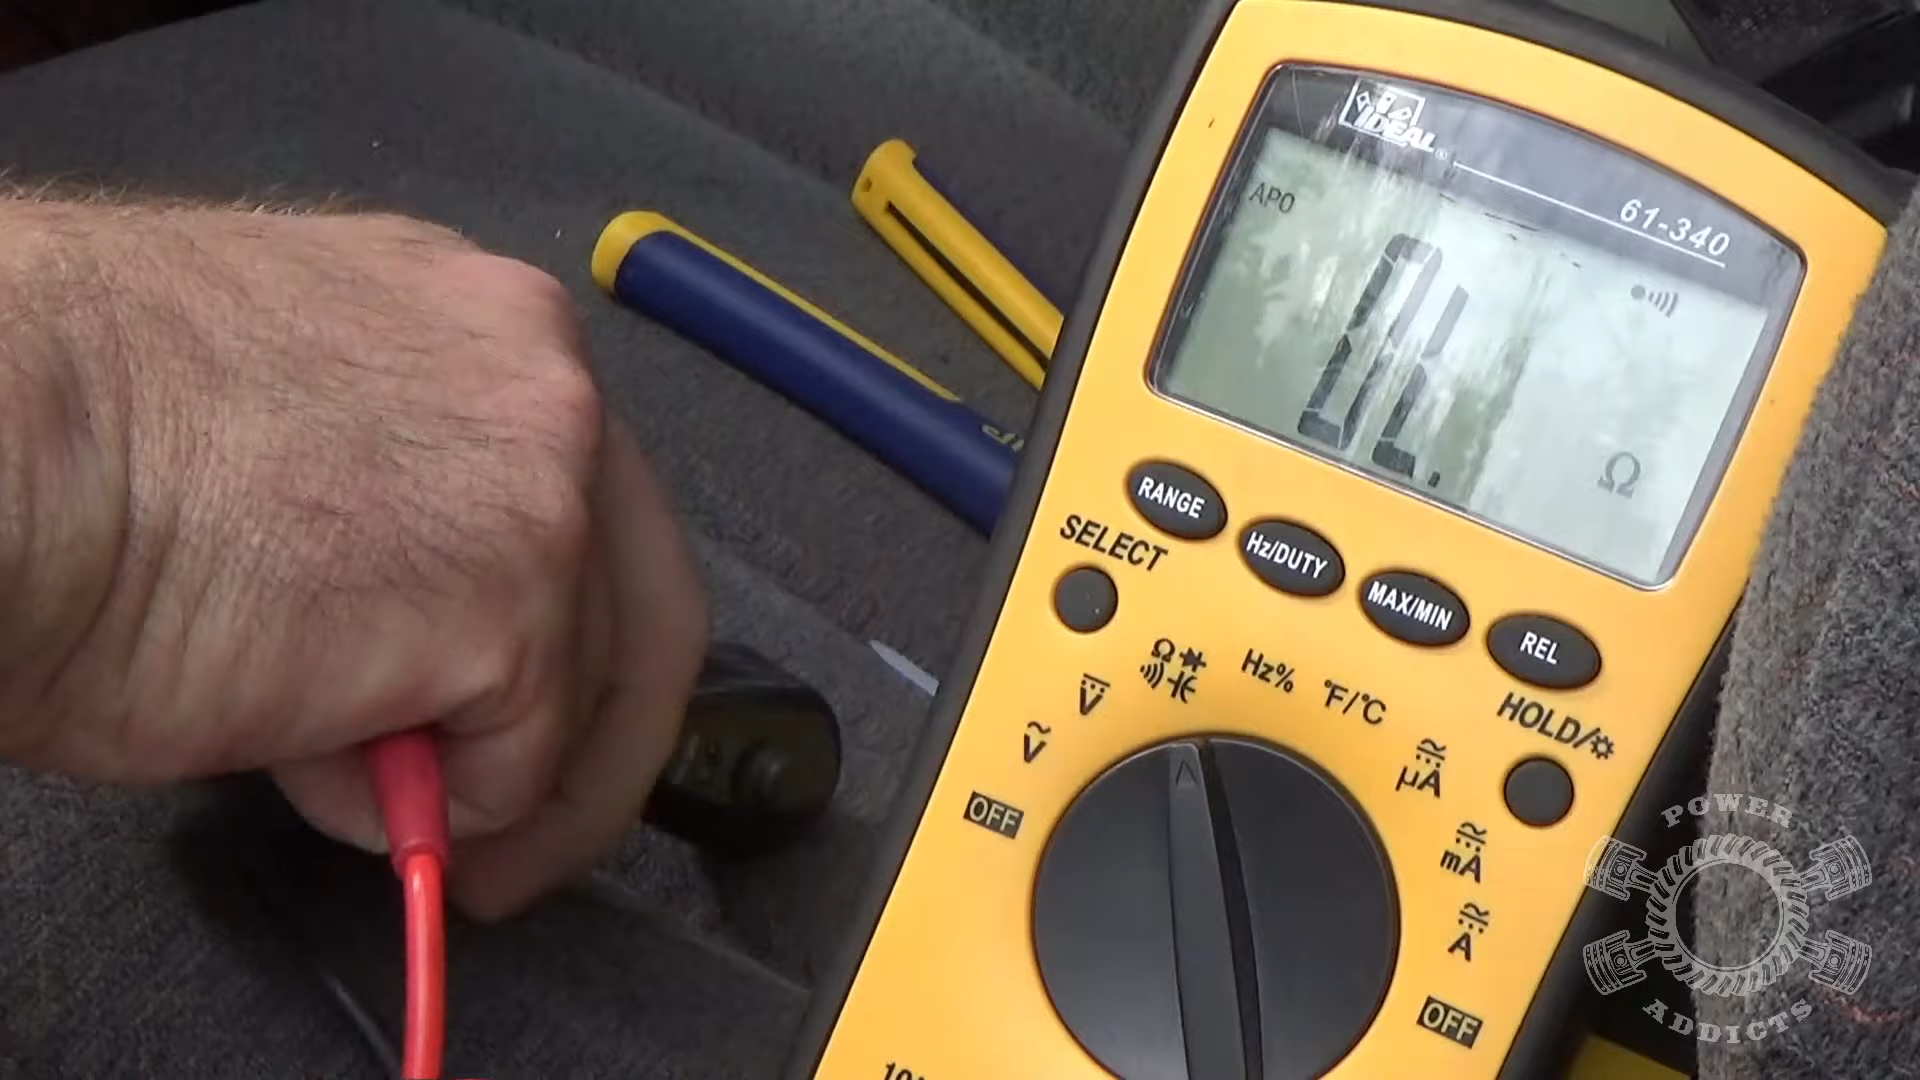 IDEAL®
61-340
APO
0L.
Ω
RANGE
Hz/DUTY
MAX/MIN
REL
SELECT
HOLD/
Ω
Hz%
°F/°C
V
V
µA
mA
A
OFF
OFF
POWER
ADDICTS